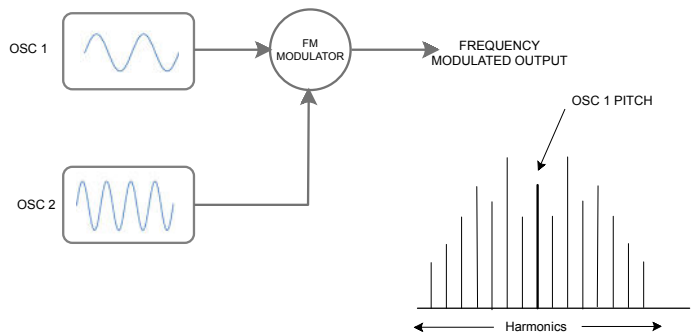 OSC 1
FM
MODULATOR
FREQUENCY
MODULATED OUTPUT
OSC 1 PITCH
OSC 2
Harmonics